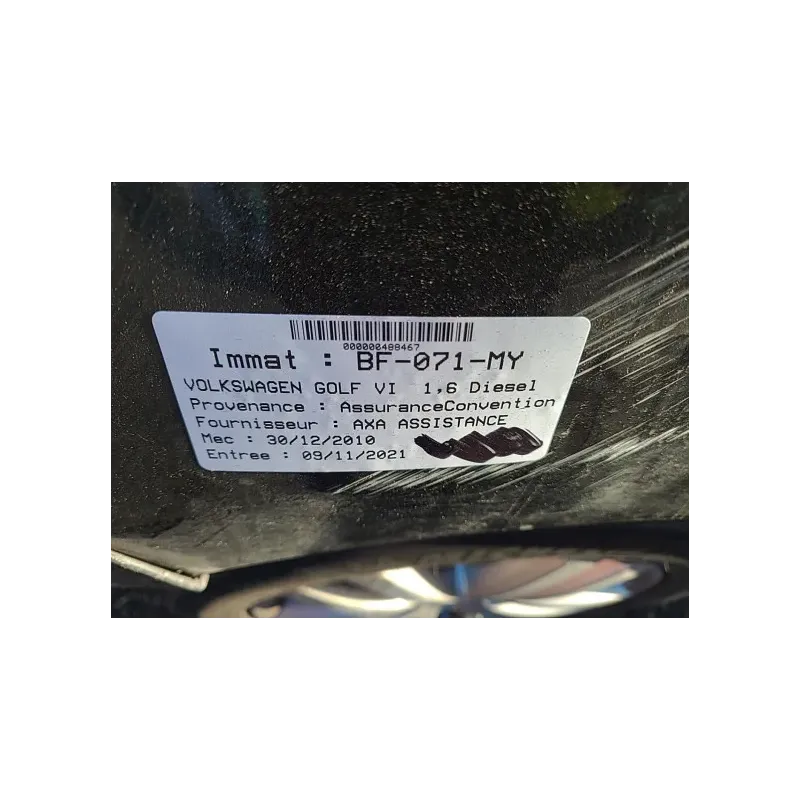 000000488467
Immat : BF-071-MY
VOLKSWAGEN GOLF VI 1,6 Diesel
Provenance : AssuranceConvention
Fournisseur : AXA ASSISTANCE
Mec : 30/12/2010
Entree : 09/11/2021